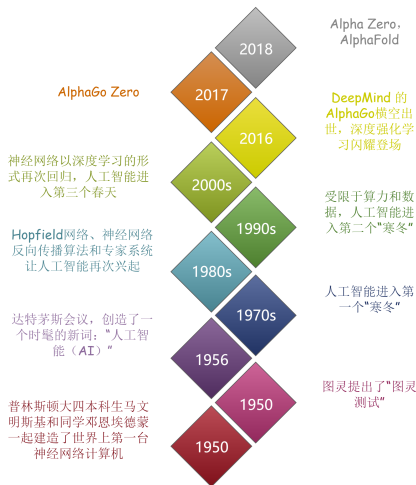 2018
Alpha Zero，
AlphaFold
AlphaGo Zero
2017
DeepMind 的
AlphaGo横空出
世，深度强化学
习闪耀登场
2016
神经网络以深度学习的形
式再次回归，人工智能进
入第三个春天
2000s
受限于算力和数
据，人工智能进
入第二个“寒冬”
1990s
Hopfield网络、神经网络
反向传播算法和专家系统
让人工智能再次兴起
1980s
人工智能进入第
一个“寒冬”
1970s
达特茅斯会议，创造了一
个时髦的新词：“人工智
能（AI）”
1956
图灵提出了“图灵
测试”
1950
普林斯顿大四本科生马文
明斯基和同学邓恩埃德蒙
一起建造了世界上第一台
神经网络计算机
1950